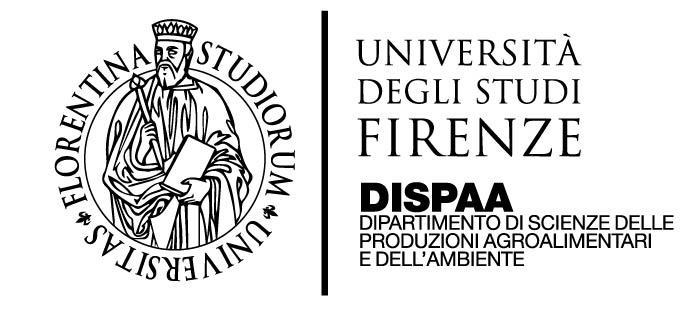 FLORENTINA STUDIORUM UNIVERSITAS
UNIVERSITÀ
DEGLI STUDI
FIRENZE
DISPAA
DIPARTIMENTO DI SCIENZE DELLE
PRODUZIONI AGROALIMENTARI
E DELL'AMBIENTE